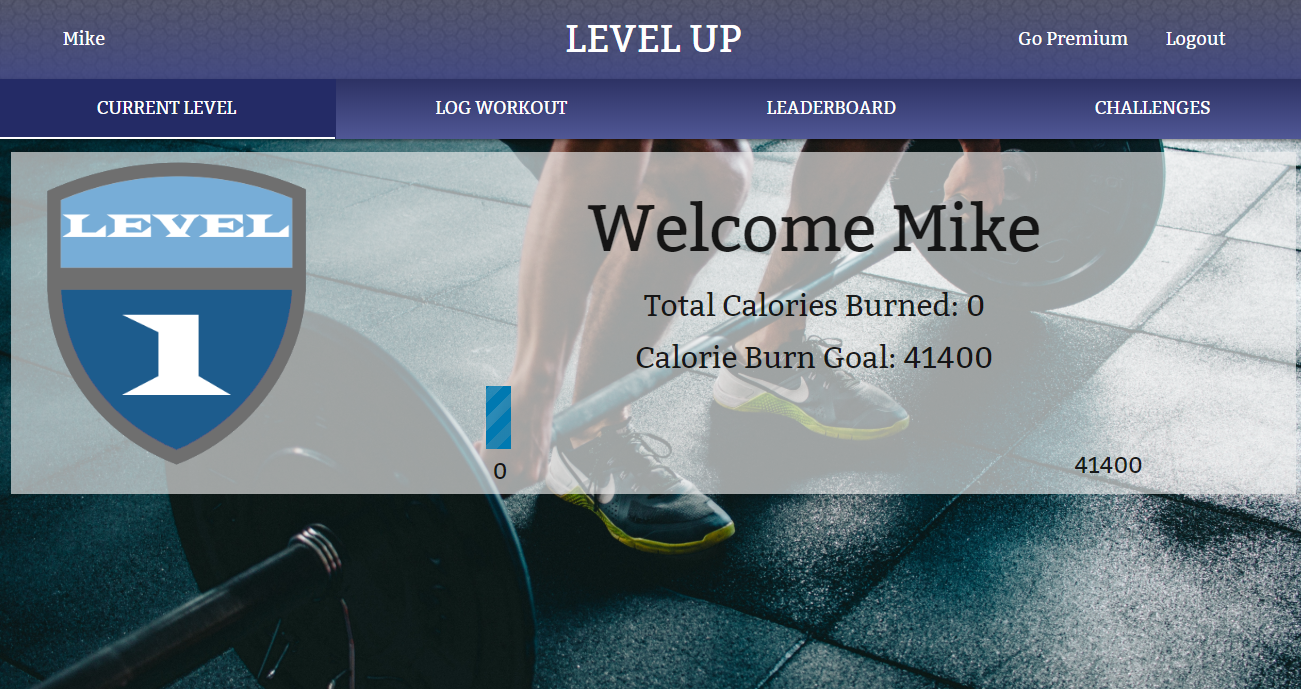 Mike
LEVEL UP
Go Premium
Logout
CURRENT LEVEL
LOG WORKOUT
LEADERBOARD
CHALLENGES
LEVEL
1
Welcome Mike
Total Calories Burned: 0
Calorie Burn Goal: 41400
0
41400